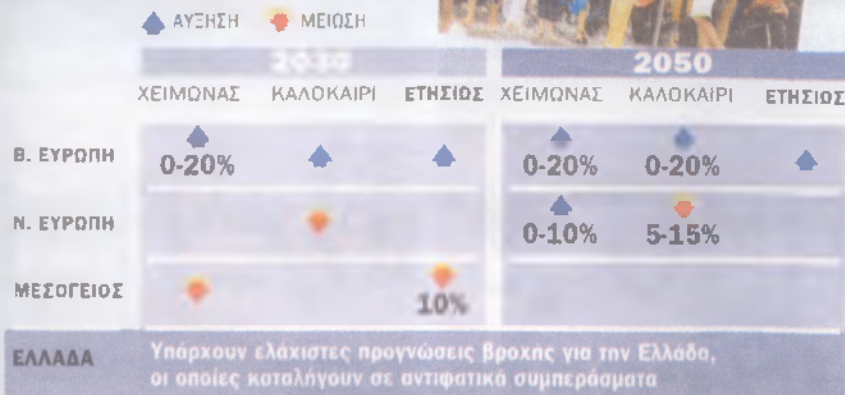 ΑΥΞΗΣΗ ΜΕΙΩΣΗ
2030 2050
ΧΕΙΜΩΝΑΣ ΚΑΛΟΚΑΙΡΙ ΕΤΗΣΙΩΣ ΧΕΙΜΩΝΑΣ ΚΑΛΟΚΑΙΡΙ ΕΤΗΣΙΩΣ
Β. ΕΥΡΩΠΗ 0-20% 0-20% 0-20%
Ν. ΕΥΡΩΠΗ 0-10% 5-15%
ΜΕΣΟΓΕΙΟΣ 10%
ΕΛΛΑΔΑ Υπάρχουν ελάχιστες προγνώσεις βροχής για την Ελλάδα,
οι οποίες καταλήγουν σε αντιφατικά συμπεράσματα